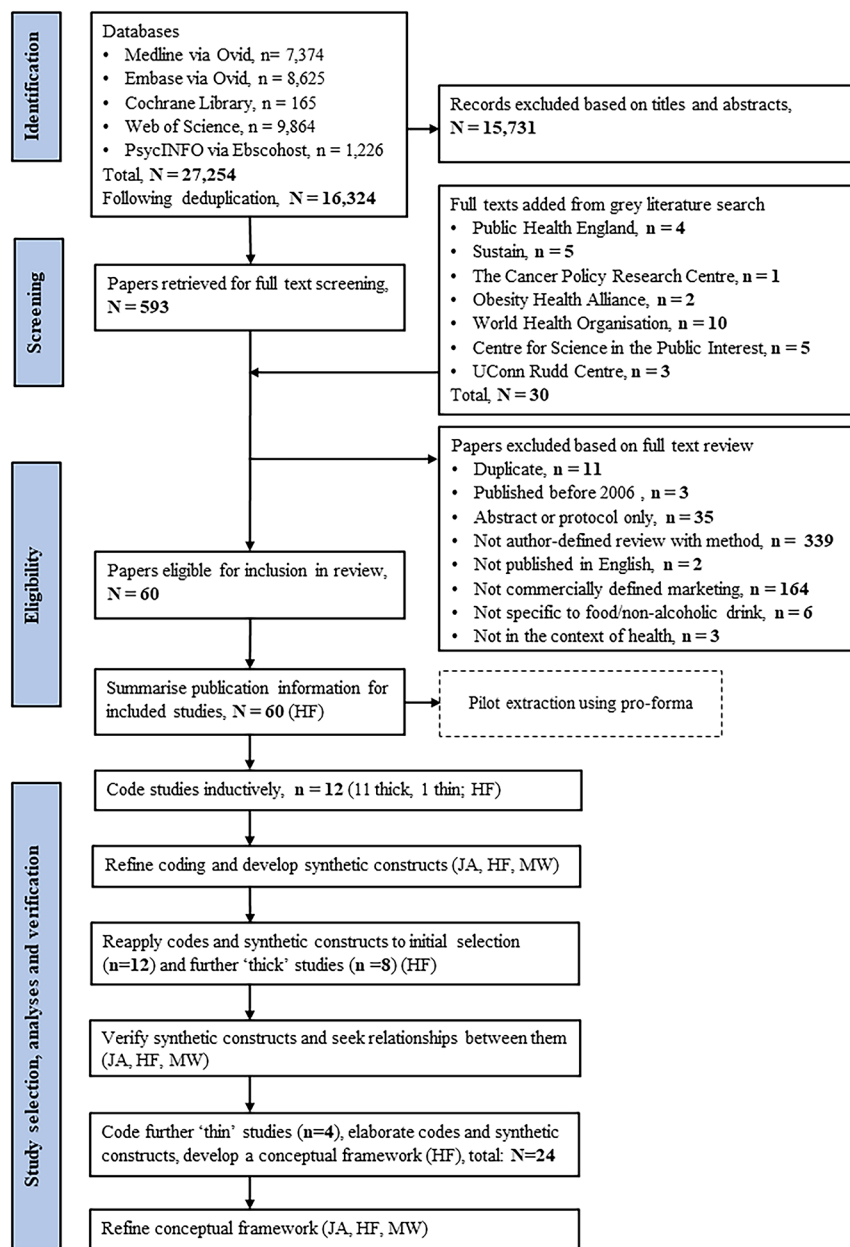 Identification
Databases
• Medline via Ovid, n= 7,374
• Embase via Ovid, n = 8,625
• Cochrane Library, n = 165
• Web of Science, n = 9,864
• PsycINFO via Ebscohost, n = 1,226
Total, N = 27,254
Following deduplication, N = 16,324
Records excluded based on titles and abstracts,
N = 15,731
Screening
Papers retrieved for full text screening,
N = 593
Full texts added from grey literature search
• Public Health England, n = 4
• Sustain, n = 5
• The Cancer Policy Research Centre, n = 1
• Obesity Health Alliance, n = 2
• World Health Organisation, n = 10
• Centre for Science in the Public Interest, n = 5
• UConn Rudd Centre, n = 3
Total, N = 30
Eligibility
Papers excluded based on full text review
• Duplicate, n = 11
• Published before 2006 , n = 3
• Abstract or protocol only, n = 35
• Not author-defined review with method, n = 339
• Not published in English, n = 2
• Not commercially defined marketing, n = 164
• Not specific to food/non-alcoholic drink, n = 6
• Not in the context of health, n = 3
Papers eligible for inclusion in review,
N = 60
Summarise publication information for
included studies, N = 60 (HF)
Pilot extraction using pro-forma
Study selection, analyses and verification
Code studies inductively, n = 12 (11 thick, 1 thin; HF)
Refine coding and develop synthetic constructs (JA, HF, MW)
Reapply codes and synthetic constructs to initial selection
(n=12) and further ‘thick’ studies (n =8) (HF)
Verify synthetic constructs and seek relationships between them
(JA, HF, MW)
Code further ‘thin’ studies (n=4), elaborate codes and synthetic
constructs, develop a conceptual framework (HF), total: N=24
Refine conceptual framework (JA, HF, MW)